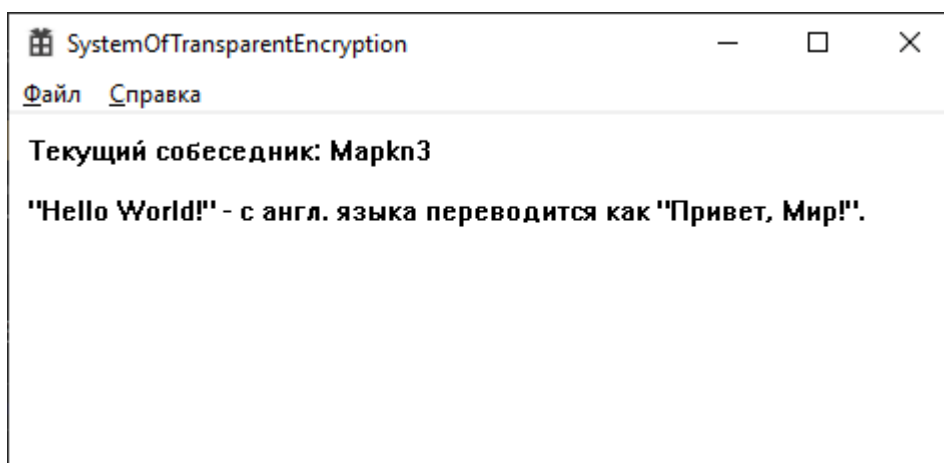 SystemOfTransparentEncryption
Файл Справка
Текущий собеседник: Mapkn3
"Hello World!" - с англ. языка переводится как "Привет, Мир!".